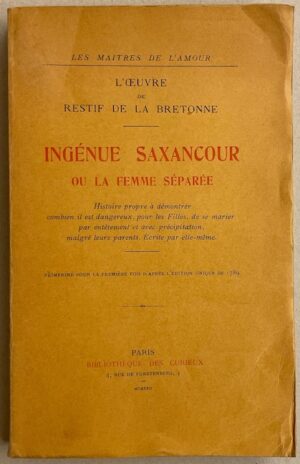 LES MAITRES DE L'AMOUR
L'ŒUVRE
DE
RESTIF DE LA BRETONNE
INGÉNUE SAXANCOUR
OU LA FEMME SÉPARÉE
Histoire propre à démontrer
combien il est dangereux, pour les Filles, de se marier
par entêtement et avec précipitation,
malgré leurs parents. Ecrite par elle-même.
RÉIMPRIMÉ POUR LA PREMIÈRE FOIS D'APRÈS L'ÉDITION UNIQUE DE 1789
PARIS
BIBLIOTHÈQUE DES CURIEUX
4, RUE DE FURSTENBERG, 4